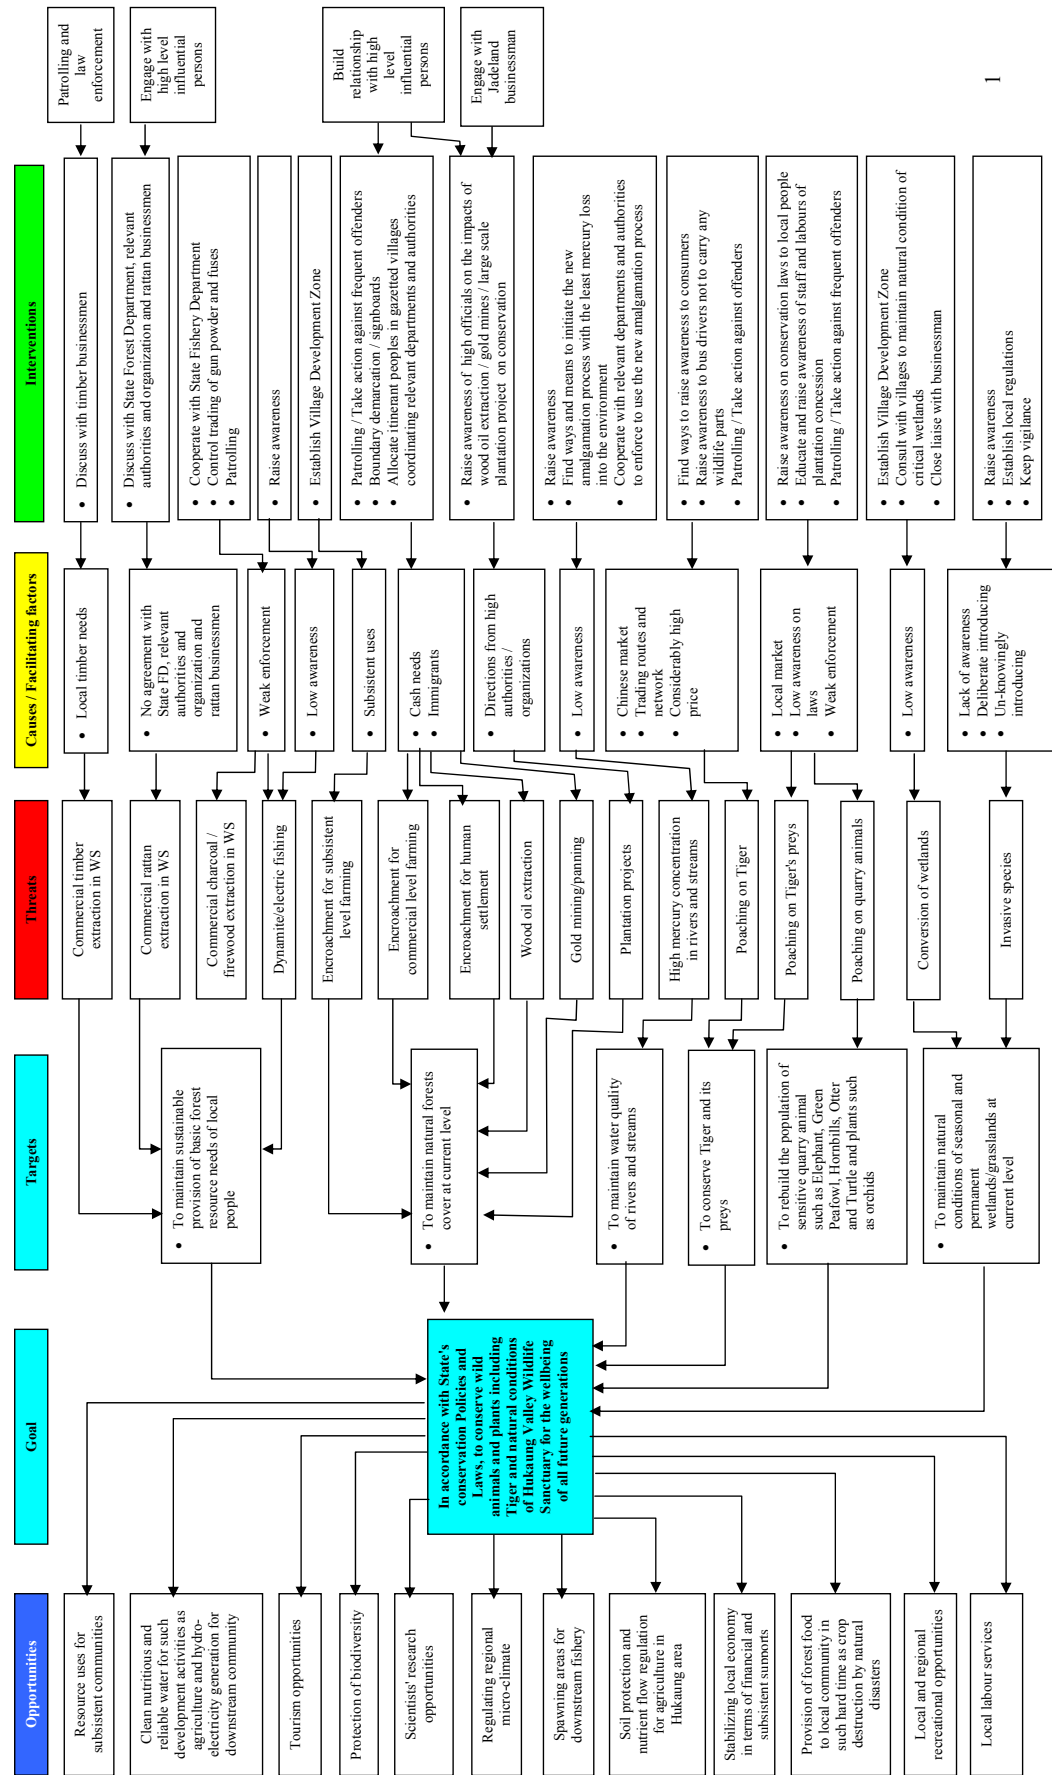 Opportunities
Goal
Targets
Threats
Causes / Facilitating factors
Interventions
Resource uses for
subsistent communities
Clean nutritious and
reliable water for such
development activities as
agriculture and hydro-
electricity generation for
downstream community
Tourism opportunities
Protection of biodiversity
Scientists' research
opportunities
Regulating regional
micro-climate
Spawning areas for
downstream fishery
Soil protection and
nutrient flow regulation
for agriculture in
Hukaung area
Stabilizing local economy
in terms of financial and
subsistent supports
Provision of forest food
to local community in
such hard time as crop
destruction by natural
disasters
Local and regional
recreational opportunities
Local labour services
In accordance with State's
conservation Policies and
Laws, to conserve wild
animals and plants including
Tiger and natural conditions
of Hukaung Valley Wildlife
Sanctuary for the wellbeing
of all future generations
• To maintain sustainable
provision of basic forest
resource needs of local
people
• To maintain natural forests
cover at current level
• To maintain water quality
of rivers and streams
• To conserve Tiger and its
preys
• To rebuild the population of
sensitive quarry animal
such as Elephant, Green
Peafowl, Hornbills, Otter
and Turtle and plants such
as orchids
• To maintain natural
conditions of seasonal and
permanent
wetlands/grasslands at
current level
Commercial timber
extraction in WS
Commercial rattan
extraction in WS
Commercial charcoal /
firewood extraction in WS
Dynamite/electric fishing
Encroachment for subsistent
level farming
Encroachment for
commercial level farming
Encroachment for human
settlement
Wood oil extraction
Gold mining/panning
Plantation projects
High mercury concentration
in rivers and streams
Poaching on Tiger
Poaching on Tiger's preys
Poaching on quarry animals
Conversion of wetlands
Invasive species
• Local timber needs
• No agreement with
State FD, relevant
authorities and
organization and
rattan businessmen
• Weak enforcement
• Low awareness
• Subsistent uses
• Cash needs
• Immigrants
• Directions from high
authorities /
organizations
• Low awareness
• Chinese market
• Trading routes and
network
• Considerably high
price
• Local market
• Low awareness on
laws
• Weak enforcement
• Low awareness
• Lack of awareness
• Deliberate introducing
• Un-knowingly
introducing
• Discuss with timber businessmen
• Discuss with State Forest Department, relevant
authorities and organization and rattan businessmen
• Cooperate with State Fishery Department
• Control trading of gun powder and fuses
• Patrolling
• Raise awareness
• Establish Village Development Zone
• Patrolling / Take action against frequent offenders
• Boundary demarcation / signboards
• Allocate itinerant peoples in gazetted villages
coordinating relevant departments and authorities
• Raise awareness of high officials on the impacts of
wood oil extraction / gold mines / large scale
plantation project on conservation
• Raise awareness
• Find ways and means to initiate the new
amalgamation process with the least mercury loss
into the environment
• Cooperate with relevant departments and authorities
to enforce to use the new amalgamation process
• Find ways to raise awareness to consumers
• Raise awareness to bus drivers not to carry any
wildlife parts
• Patrolling / Take action against offenders
• Raise awareness on conservation laws to local people
• Educate and raise awareness of staff and labours of
plantation concession
• Patrolling / Take action against frequent offenders
• Establish Village Development Zone
• Consult with villages to maintain natural condition of
critical wetlands
• Close liaise with businessman
• Raise awareness
• Establish local regulations
• Keep vigilance
Patrolling and
law
enforcement
Engage with
high level
influential
persons
Build
relationship
with high
level
influential
persons
Engage with
Jadeland
businessman
1